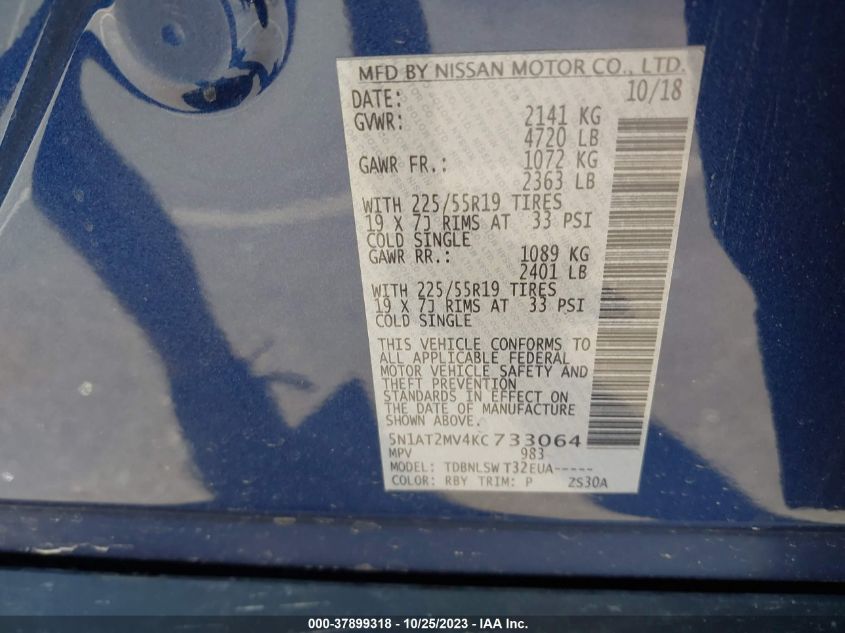 MFD BY NISSAN MOTOR CO., LTD.
DATE: 10/18
GVWR: 2141 KG
4720 LB
GAWR FR.: 1072 KG
2363 LB
WITH 225/55R19 TIRES
19 X 7J RIMS AT 33 PSI
COLD SINGLE
GAWR RR.: 1089 KG
2401 LB
WITH 225/55R19 TIRES
19 X 7J RIMS AT 33 PSI
COLD SINGLE
THIS VEHICLE CONFORMS TO
ALL APPLICABLE FEDERAL
MOTOR VEHICLE SAFETY AND
THEFT PREVENTION
STANDARDS IN EFFECT ON
THE DATE OF MANUFACTURE
SHOWN ABOVE.
5N1AT2MV4KC733064
MPV 983
MODEL: TDBNLSW T32EUA-----
COLOR: RBY TRIM: P ZS30A
000-37899318 - 10/25/2023 - IAA Inc.